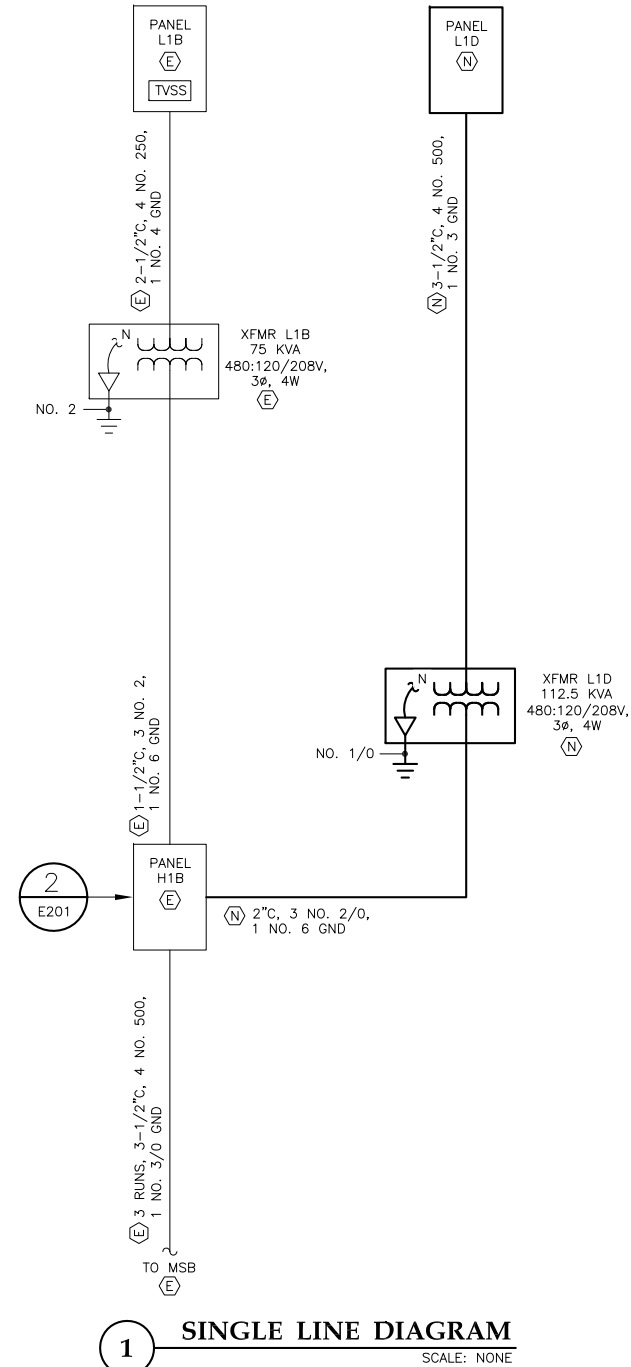 PANEL
L1B
E
TVSS
PANEL
L1D
N
E 2-1/2"C, 4 NO. 250,
1 NO. 4 GND
N 3-1/2"C, 4 NO. 500,
1 NO. 3 GND
N
XFMR L1B
75 KVA
480:120/208V,
3ø, 4W
E
NO. 2
N
XFMR L1D
112.5 KVA
480:120/208V,
3ø, 4W
N
NO. 1/0
E 1-1/2"C, 3 NO. 2,
1 NO. 6 GND
2
E201
PANEL
H1B
E
N 2"C, 3 NO. 2/0,
1 NO. 6 GND
E 3 RUNS, 3-1/2"C, 4 NO. 500,
1 NO. 3/0 GND
TO MSB
E
1
SINGLE LINE DIAGRAM
SCALE: NONE